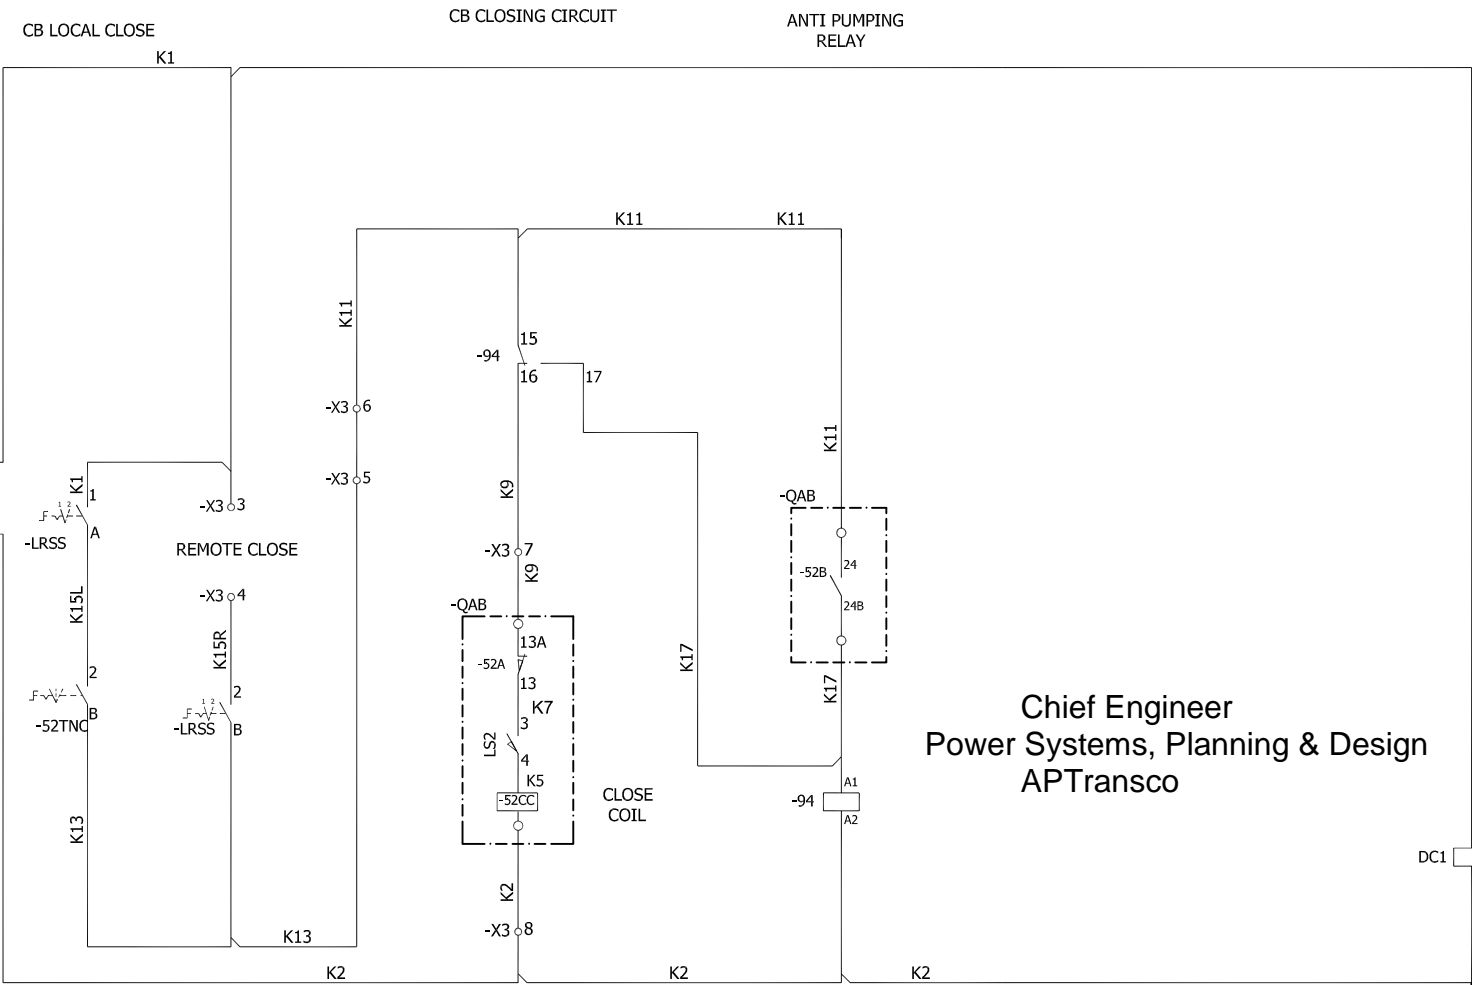 CB LOCAL CLOSE
CB CLOSING CIRCUIT
ANTI PUMPING
RELAY
K1
K11
K11
K11
15
-94
16
17
-X3 6
K11
-X3 5
K1
1
1 2
A
-LRSS
-X3 3
REMOTE CLOSE
-X3 4
K15L
K15R
K9
-X3 7
K9
-QAB
24
-52B
24B
-QAB
13A
-52A
13
K7
3
LS2
4
K5
-52CC
CLOSE
COIL
K17
K17
2
B
-52TNC
1 2
2
-LRSS
B
Chief Engineer
Power Systems, Planning & Design
APTransco
A1
-94
A2
K13
DC1
K2
-X3 8
K13
K2
K2
K2